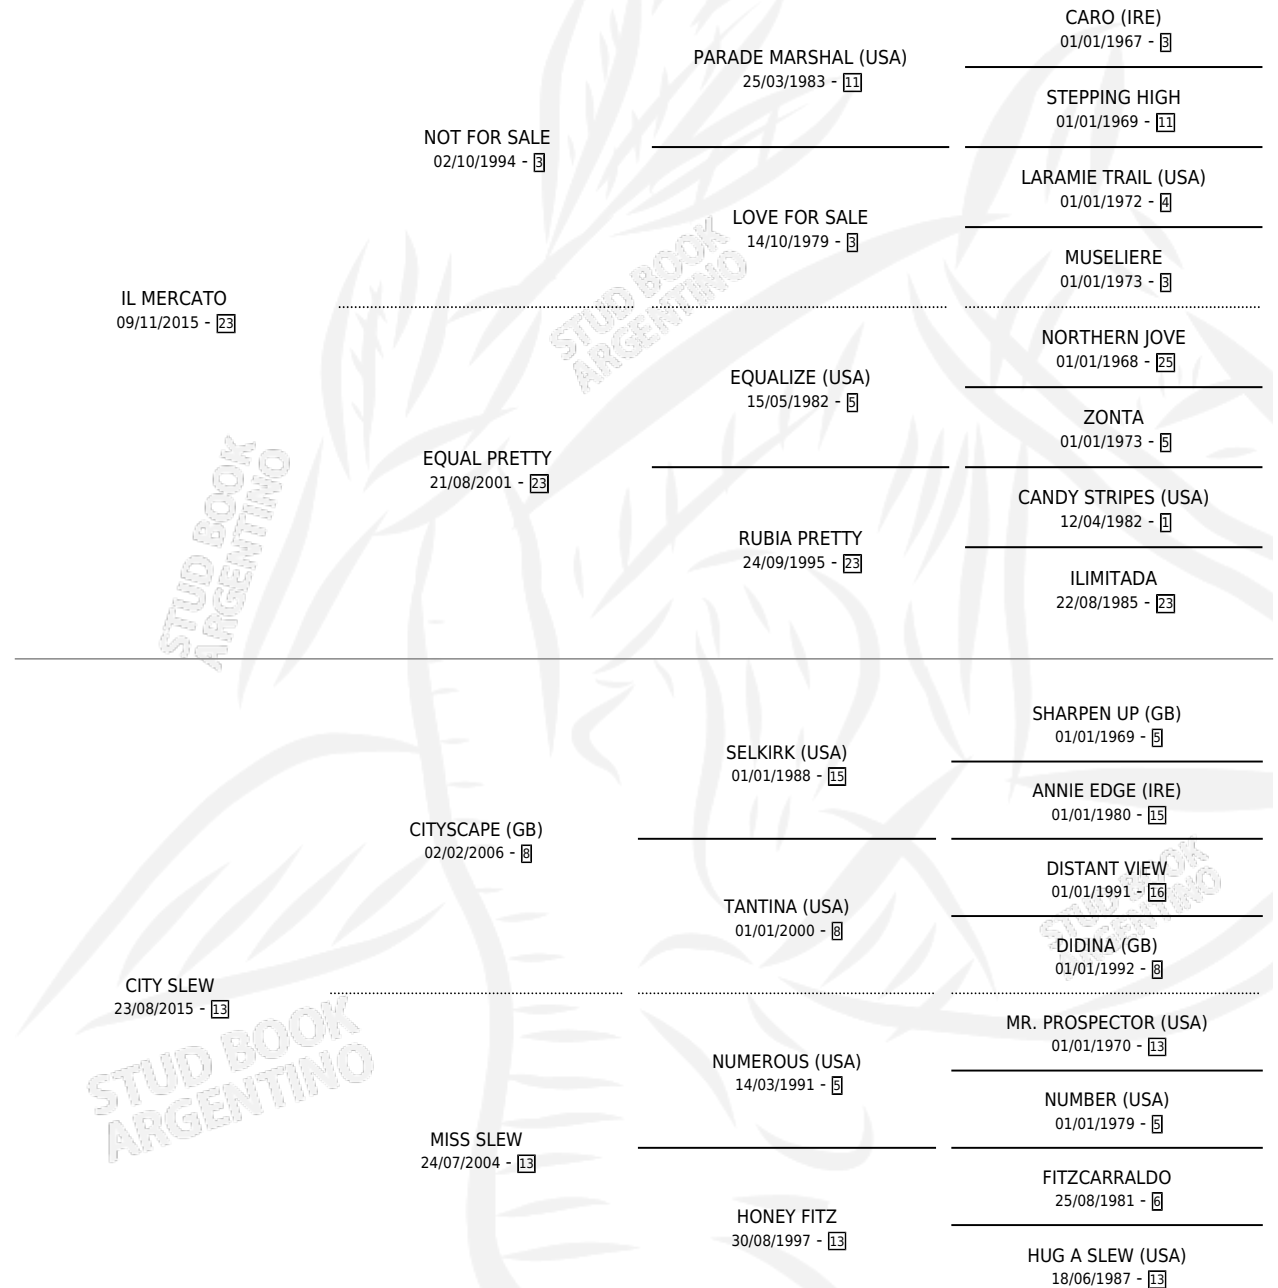 CARO (IRE)
01/01/1967 - 3
PARADE MARSHAL (USA)
25/03/1983 - 11
STEPPING HIGH
01/01/1969 - 11
NOT FOR SALE
02/10/1994 - 3
LARAMIE TRAIL (USA)
01/01/1972 - 4
LOVE FOR SALE
14/10/1979 - 3
MUSELIERE
01/01/1973 - 3
IL MERCATO
09/11/2015 - 23
NORTHERN JOVE
01/01/1968 - 25
EQUALIZE (USA)
15/05/1982 - 5
ZONTA
01/01/1973 - 5
EQUAL PRETTY
21/08/2001 - 23
CANDY STRIPES (USA)
12/04/1982 - 1
RUBIA PRETTY
24/09/1995 - 23
ILIMITADA
22/08/1985 - 23
SHARPEN UP (GB)
01/01/1969 - 5
SELKIRK (USA)
01/01/1988 - 15
ANNIE EDGE (IRE)
01/01/1980 - 15
CITYSCAPE (GB)
02/02/2006 - 8
DISTANT VIEW
01/01/1991 - 16
TANTINA (USA)
01/01/2000 - 8
DIDINA (GB)
01/01/1992 - 8
CITY SLEW
23/08/2015 - 13
MR. PROSPECTOR (USA)
01/01/1970 - 13
NUMEROUS (USA)
14/03/1991 - 5
NUMBER (USA)
01/01/1979 - 5
MISS SLEW
24/07/2004 - 13
FITZCARRALDO
25/08/1981 - 6
HONEY FITZ
30/08/1997 - 13
HUG A SLEW (USA)
18/06/1987 - 13
STUD BOOK
ARGENTINO
STUD BOOK
ARGENTINO
STUD BOOK
ARGENTINO
STUD BOOK
ARGENTINO